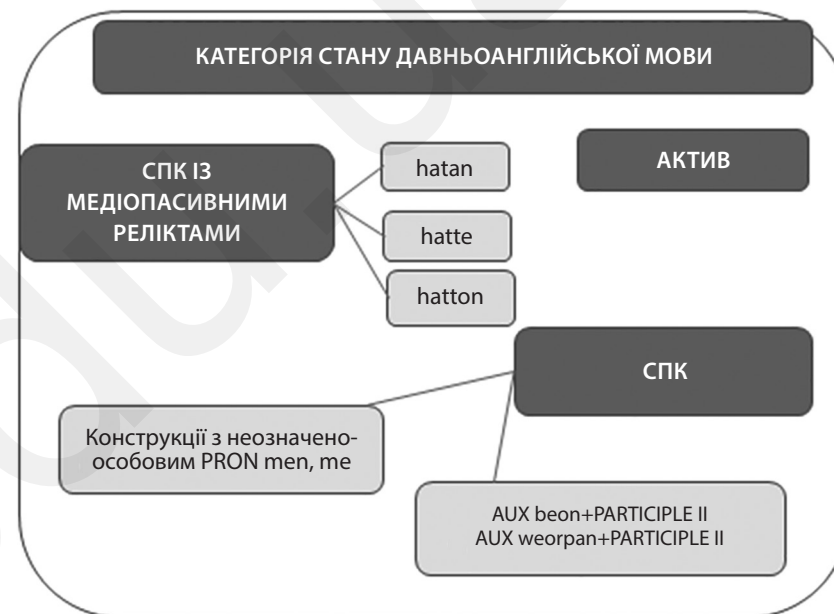 КАТЕГОРІЯ СТАНУ ДАВНЬОАНГЛІЙСЬКОЇ МОВИ
СПК ІЗ
МЕДІОПАСИВНИМИ
РЕЛІКТАМИ
hatan
hatte
hatton
АКТИВ
СПК
Конструкції з неозначено-
особовим PRON men, me
AUX beon+PARTICIPLE II
AUX weorpan+PARTICIPLE II